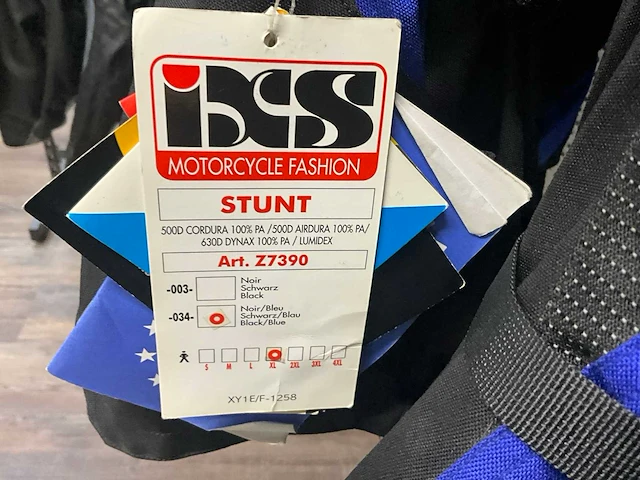 iXS
MOTORCYCLE FASHION
STUNT
500D CORDURA 100% PA /500D AIRDURA 100% PA/
630D DYNAX 100% PA / LUMIDEX
Art. Z7390
-003-
Noir
Schwarz
Black
-034-
Noir/Bleu
Schwarz/Blau
Black/Blue
S M L XL 2XL 3XL 4XL
XY1E/F-1258